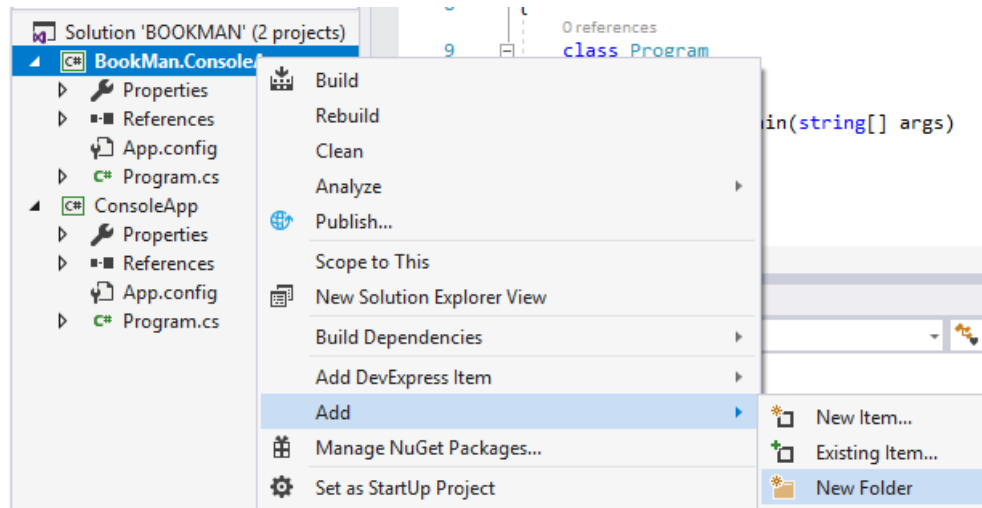 Solution 'BOOKMAN' (2 projects)
BookMan.ConsoleA
Properties
References
App.config
C# Program.cs
C# ConsoleApp
Properties
References
App.config
C# Program.cs
0 references
9 class Program
in(string[] args)
Build
Rebuild
Clean
Analyze
Publish...
Scope to This
New Solution Explorer View
Build Dependencies
Add DevExpress Item
Add
Manage NuGet Packages...
Set as StartUp Project
New Item...
Existing Item...
New Folder